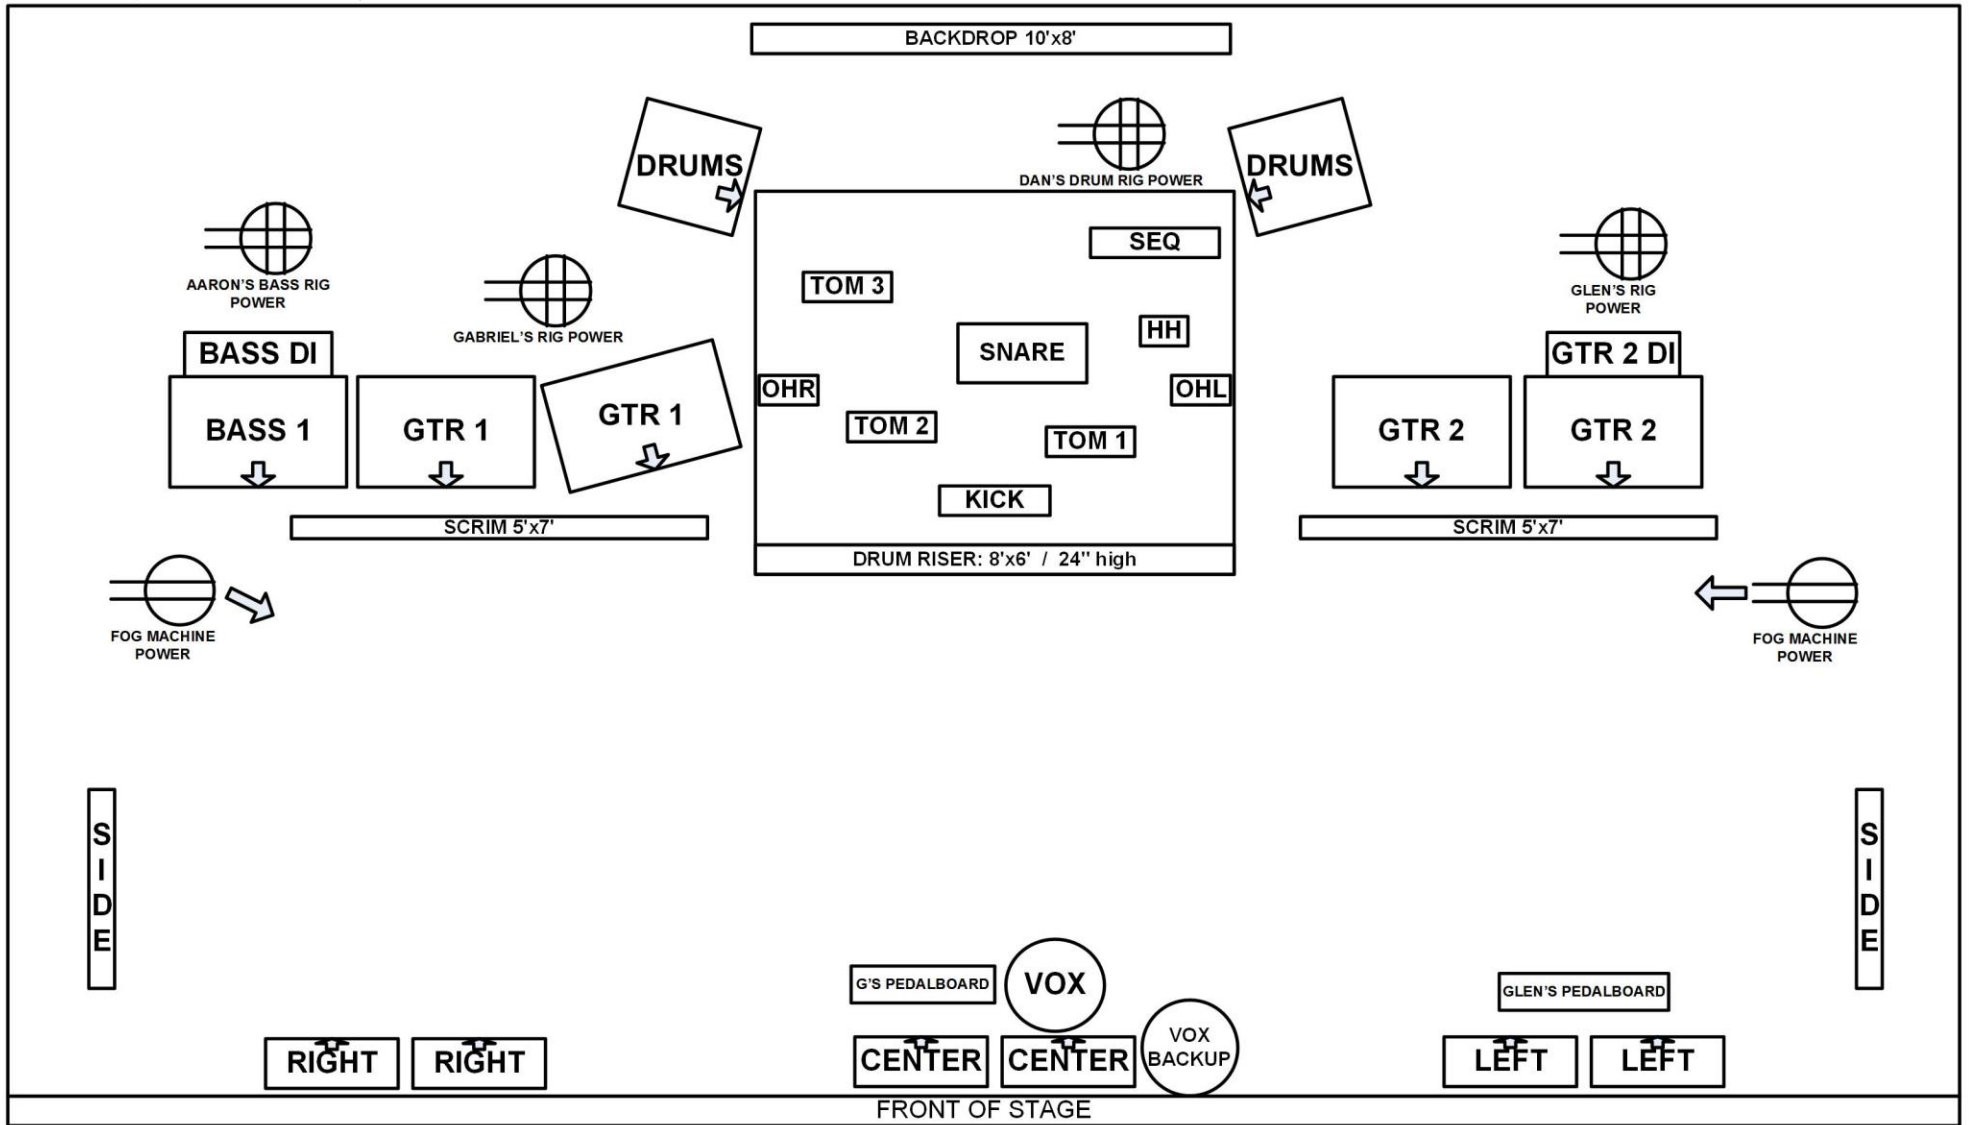 BACKDROP 10'x8'
DRUMS
DRUMS
DAN'S DRUM RIG POWER
SEQ
AARON'S BASS RIG
POWER
GABRIEL'S RIG POWER
GLEN'S RIG
POWER
TOM 3
HH
SNARE
BASS DI
GTR 2 DI
OHR
OHL
BASS 1
GTR 1
GTR 1
TOM 2
TOM 1
GTR 2
GTR 2
KICK
SCRIM 5'x7'
SCRIM 5'x7'
DRUM RISER: 8'x6' / 24" high
FOG MACHINE
POWER
FOG MACHINE
POWER
SIDE
SIDE
G'S PEDALBOARD
VOX
GLEN'S PEDALBOARD
RIGHT
RIGHT
CENTER
CENTER
VOX
BACKUP
LEFT
LEFT
FRONT OF STAGE